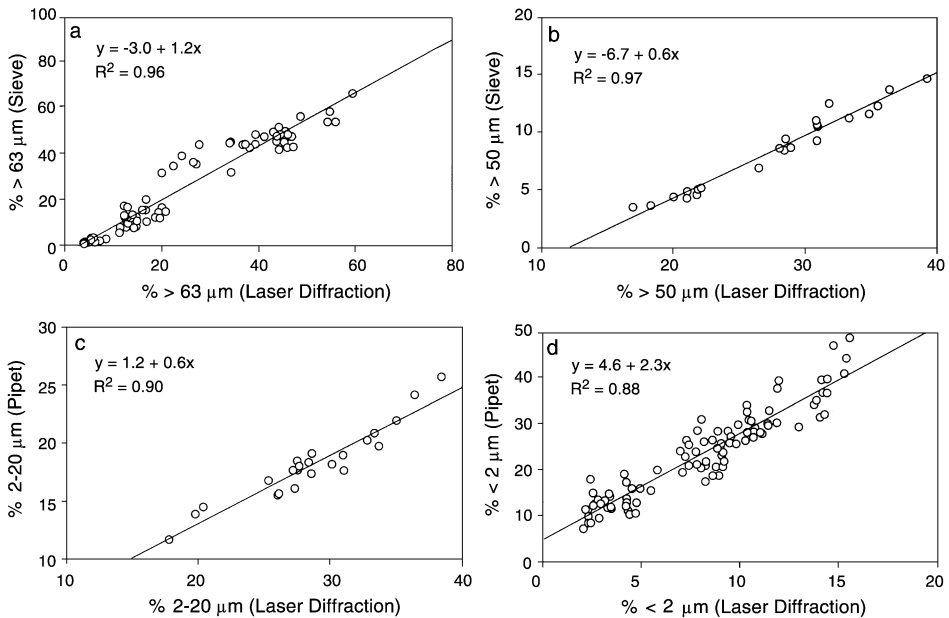 a
y = -3.0 + 1.2x
R² = 0.96
100
80
60
40
20
0
0 20 40 60 80
% > 63 µm (Sieve)
% > 63 µm (Laser Diffraction)
b
y = -6.7 + 0.6x
R² = 0.97
20
15
10
5
0
10 20 30 40
% > 50 µm (Sieve)
% > 50 µm (Laser Diffraction)
c
y = 1.2 + 0.6x
R² = 0.90
30
25
20
15
10
10 20 30 40
% 2-20 µm (Pipet)
% 2-20 µm (Laser Diffraction)
d
y = 4.6 + 2.3x
R² = 0.88
50
40
30
20
10
0
0 5 10 15 20
% < 2 µm (Pipet)
% < 2 µm (Laser Diffraction)